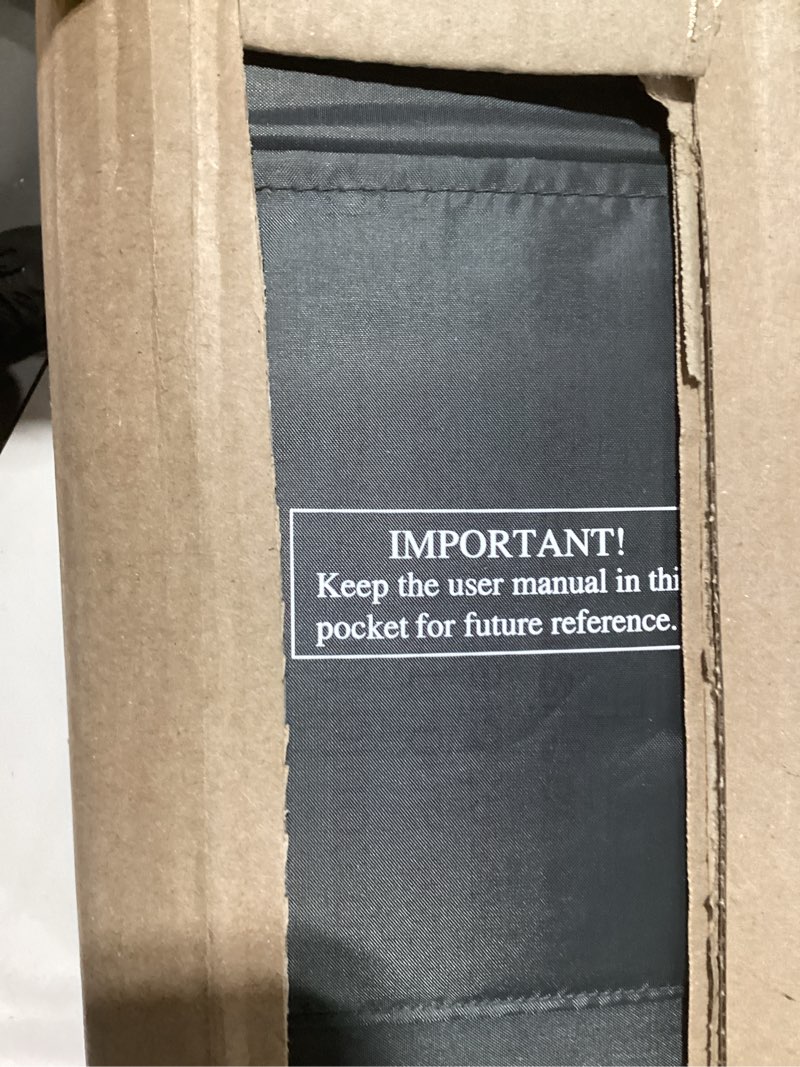 IMPORTANT!
Keep the user manual in thi
pocket for future reference.